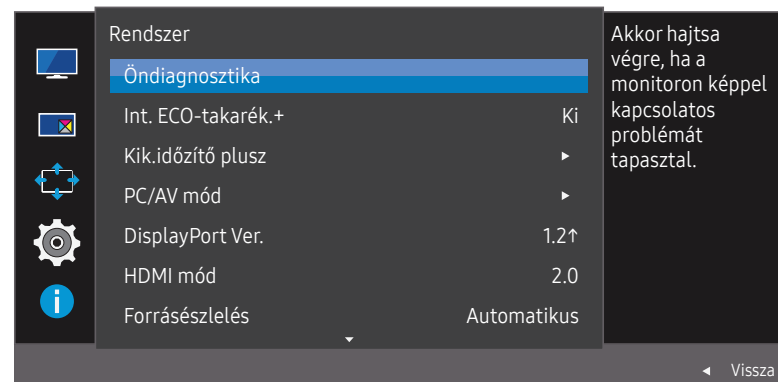 Rendszer
Öndiagnosztika
Int. ECO-takarék.+ Ki
Kik.időzítő plusz ►
PC/AV mód ►
DisplayPort Ver. 1.2↑
HDMI mód 2.0
Forrásészlelés Automatikus
Akkor hajtsa
végre, ha a
monitoron képpel
kapcsolatos
problémát
tapasztal.
◄ Vissza